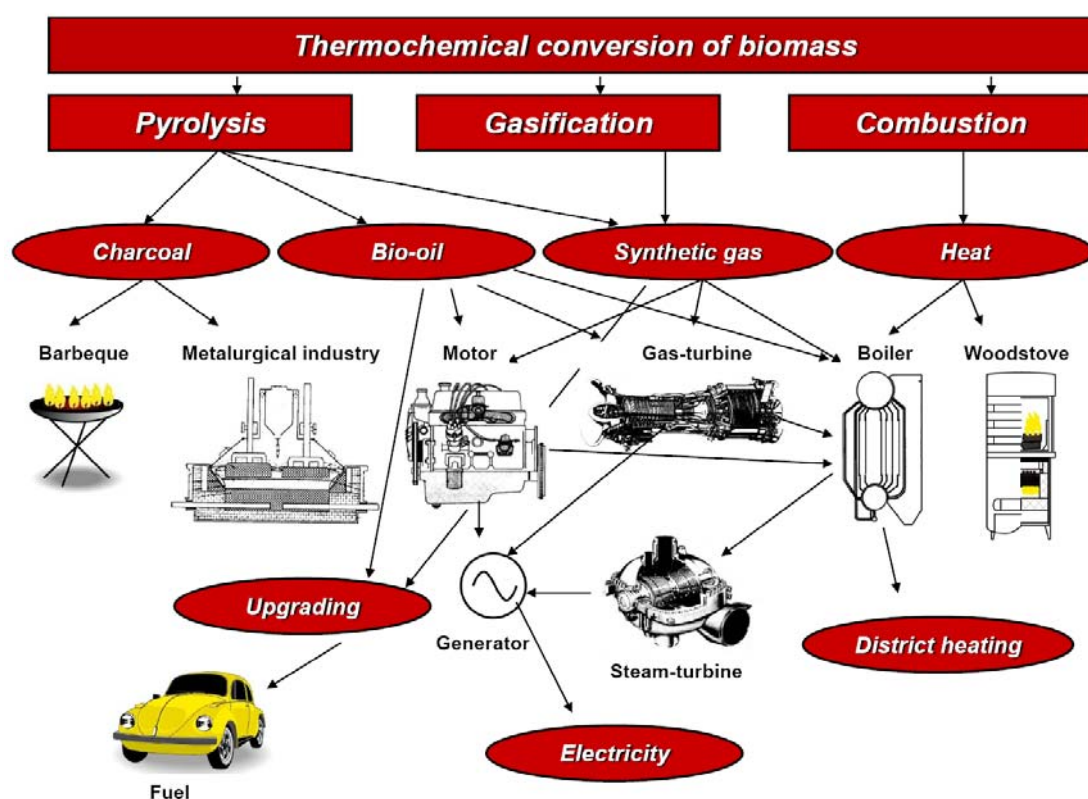 Thermochemical conversion of biomass
Pyrolysis
Gasification
Combustion
Charcoal
Bio-oil
Synthetic gas
Heat
Barbeque
Metalurgical industry
Motor
Gas-turbine
Boiler
Woodstove
Upgrading
Generator
Steam-turbine
District heating
Electricity
Fuel